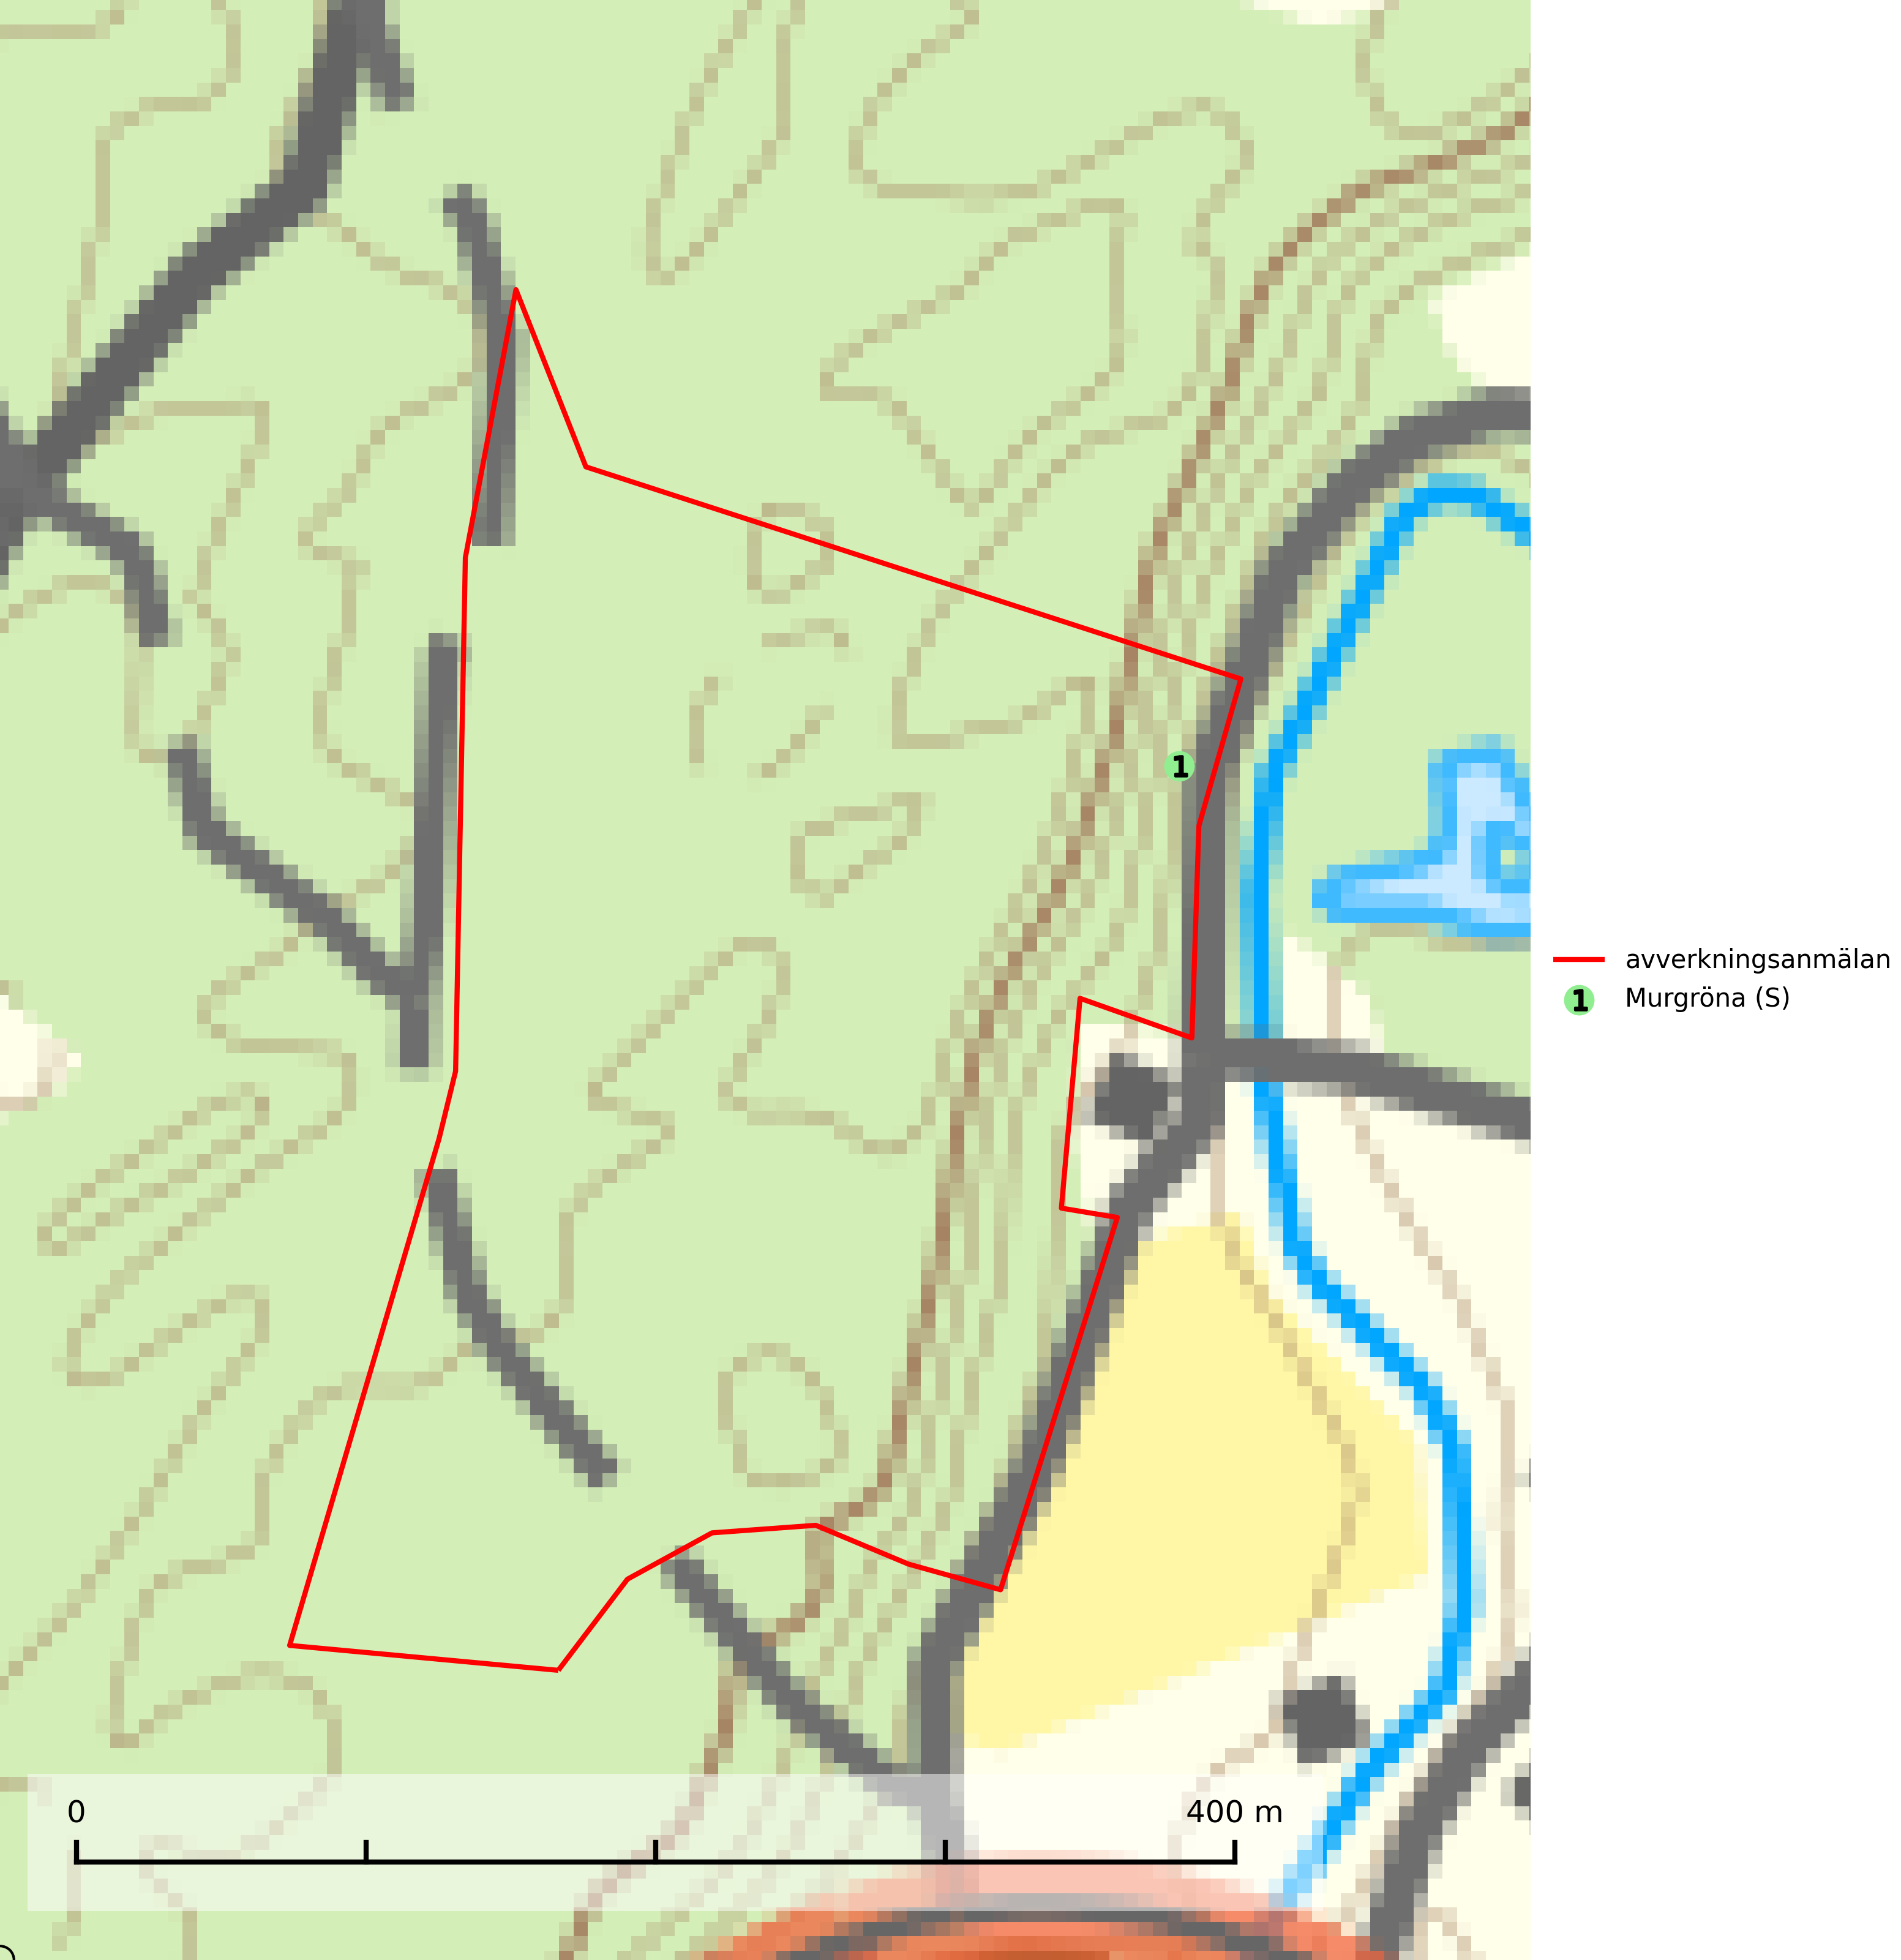 1
avverkningsanmälan
1 Murgröna (S)
0 400 m